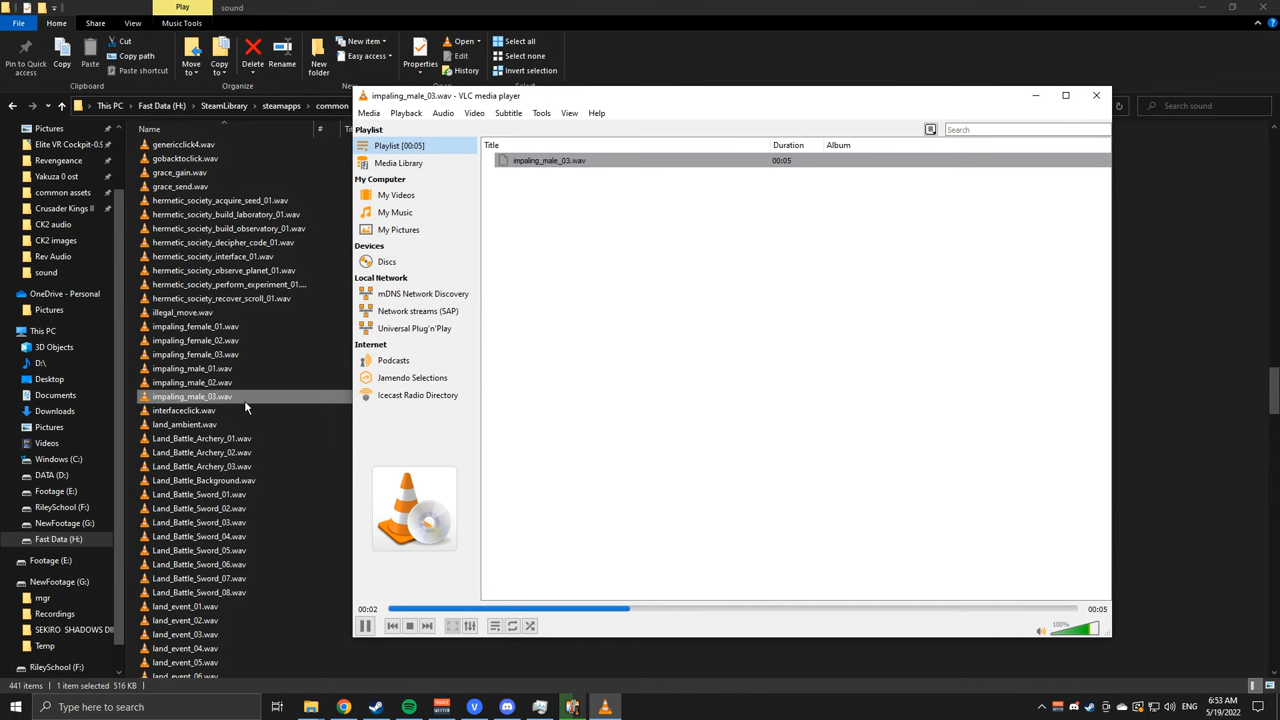 Play
sound
File
Home
Share
View
Music Tools
Pin to Quick access
Copy
Paste
Cut
Copy path
Paste shortcut
Clipboard
Move to
Copy to
Delete
Rename
Organize
New folder
New item
Easy access
Properties
Open
Edit
History
Select all
Select none
Invert selection
This PC
Fast Data (H:)
SteamLibrary
steamapps
common
Search sound
Pictures
Elite VR Cockpit-0.5
Revengeance
Yakuza 0 ost
common assets
Crusader Kings II
CK2 audio
CK2 images
Rev Audio
sound
OneDrive - Personal
Pictures
This PC
3D Objects
D:\
Desktop
Documents
Downloads
Pictures
Videos
Windows (C:)
DATA (D:)
Footage (E:)
RileySchool (F:)
NewFootage (G:)
Fast Data (H:)
Footage (E:)
NewFootage (G:)
mgr
Recordings
SEKIRO SHADOWS DI
Temp
RileySchool (F:)
Name
#
genericclick4.wav
gobacktoclick.wav
grace_gain.wav
grace_send.wav
hermetic_society_acquire_seed_01.wav
hermetic_society_build_laboratory_01.wav
hermetic_society_build_observatory_01.wav
hermetic_society_decipher_code_01.wav
hermetic_society_interface_01.wav
hermetic_society_observe_planet_01.wav
hermetic_society_perform_experiment_01....
hermetic_society_recover_scroll_01.wav
illegal_move.wav
impaling_female_01.wav
impaling_female_02.wav
impaling_female_03.wav
impaling_male_01.wav
impaling_male_02.wav
impaling_male_03.wav
interfaceclick.wav
land_ambient.wav
Land_Battle_Archery_01.wav
Land_Battle_Archery_02.wav
Land_Battle_Archery_03.wav
Land_Battle_Background.wav
Land_Battle_Sword_01.wav
Land_Battle_Sword_02.wav
Land_Battle_Sword_03.wav
Land_Battle_Sword_04.wav
Land_Battle_Sword_05.wav
Land_Battle_Sword_06.wav
Land_Battle_Sword_07.wav
Land_Battle_Sword_08.wav
land_event_01.wav
land_event_02.wav
land_event_03.wav
land_event_04.wav
land_event_05.wav
land_event_06.wav
impaling_male_03.wav - VLC media player
Media
Playback
Audio
Video
Subtitle
Tools
View
Help
Playlist
Playlist [00:05]
Media Library
My Computer
My Videos
My Music
My Pictures
Devices
Discs
Local Network
mDNS Network Discovery
Network streams (SAP)
Universal Plug'n'Play
Internet
Podcasts
Jamendo Selections
Icecast Radio Directory
Search
Title
Duration
Album
impaling_male_03.wav
00:05
00:02
00:05
100%
441 items
1 item selected 516 KB
Type here to search
ENG
6:53 AM
5/19/2022